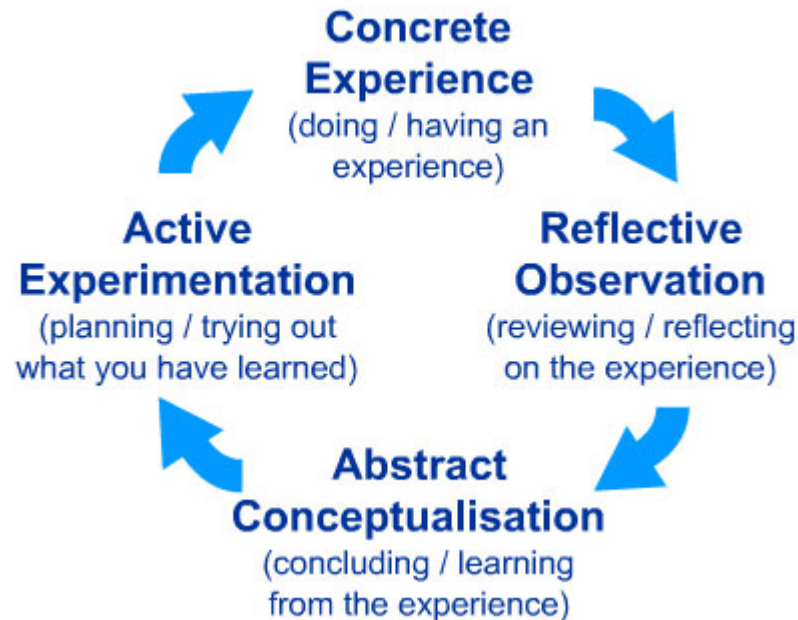 Concrete
Experience
(doing / having an
experience)
Active
Experimentation
(planning / trying out
what you have learned)
Reflective
Observation
(reviewing / reflecting
on the experience)
Abstract
Conceptualisation
(concluding / learning
from the experience)